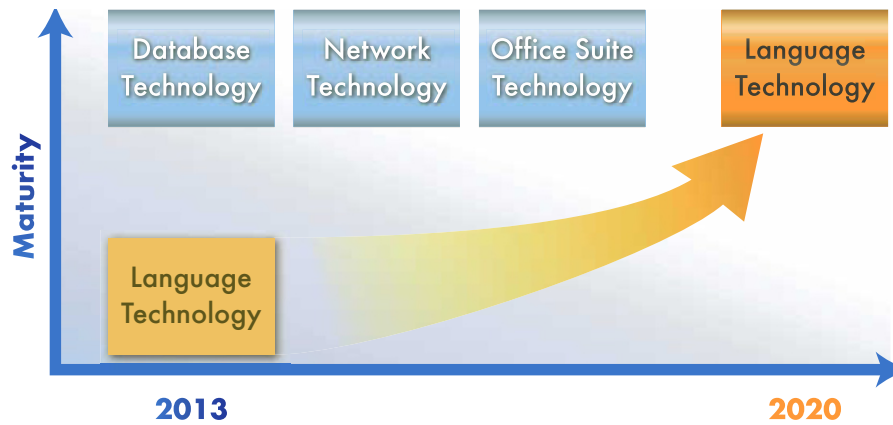 Database
Technology
Network
Technology
Office Suite
Technology
Language
Technology
Maturity
Language
Technology
2013
2020